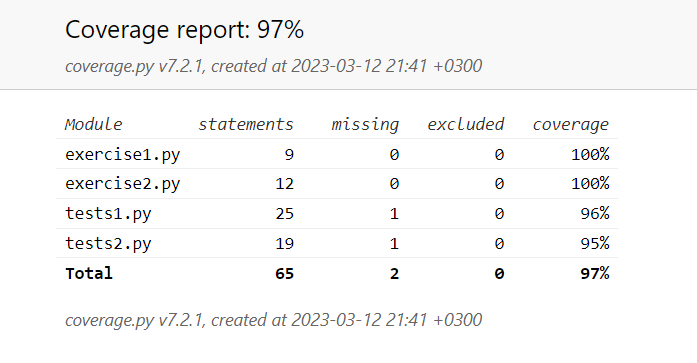 Coverage report: 97%
coverage.py v7.2.1, created at 2023-03-12 21:41 +0300
Module statements missing excluded coverage
exercise1.py 9 0 0 100%
exercise2.py 12 0 0 100%
tests1.py 25 1 0 96%
tests2.py 19 1 0 95%
Total 65 2 0 97%
coverage.py v7.2.1, created at 2023-03-12 21:41 +0300